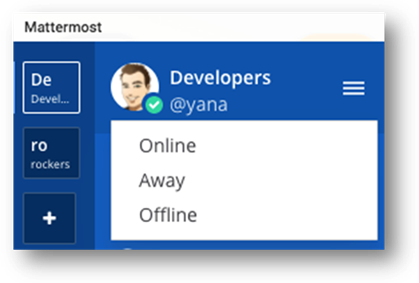 Mattermost
De
Devel...
ro
rockers
+
Developers
@yana
Online
Away
Offline